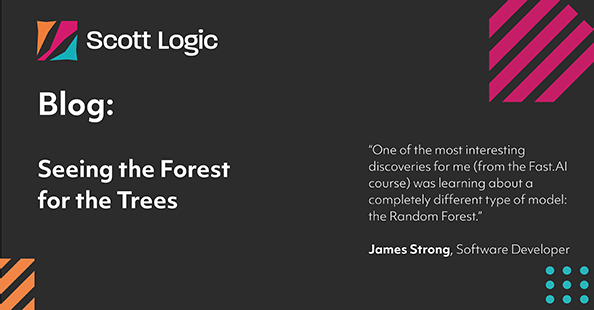 Scott Logic
Blog:
Seeing the Forest
for the Trees
“One of the most interesting
discoveries for me (from the Fast.AI
course) was learning about a
completely different type of model:
the Random Forest.”
James Strong, Software Developer